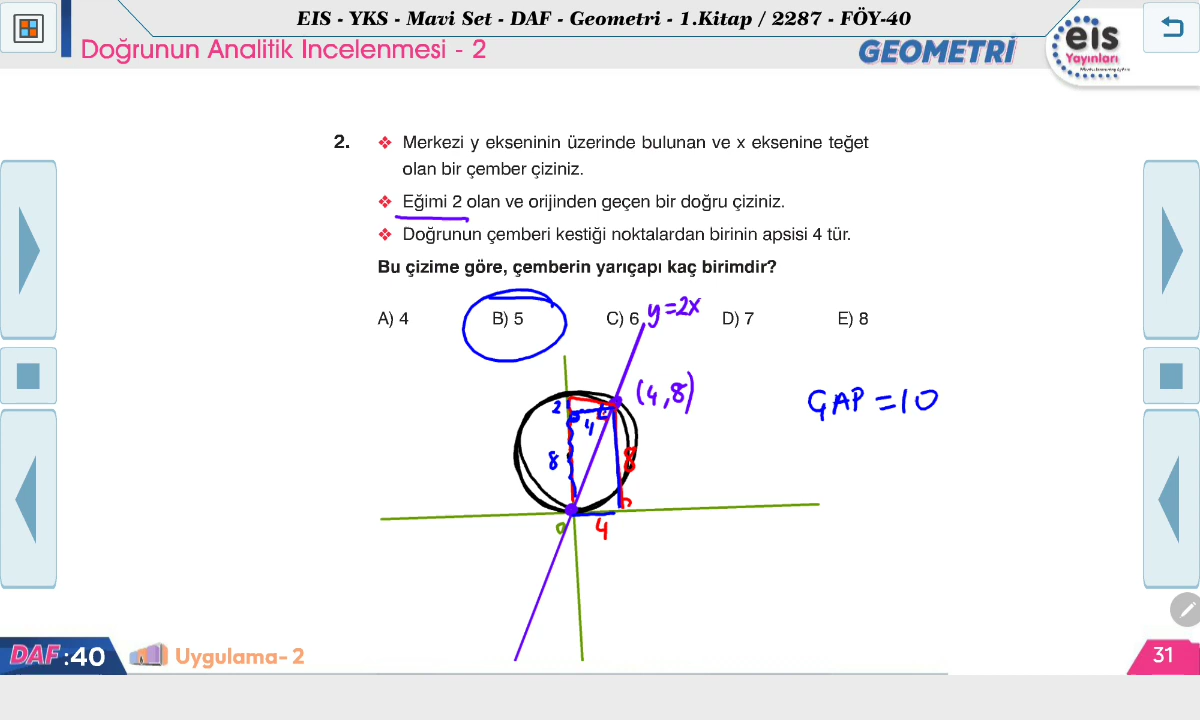 EIS - YKS - Mavi Set - DAF - Geometri - 1.Kitap / 2287 - FÖY-40
Doğrunun Analitik İncelenmesi - 2
GEOMETRİ
eis
Yayınları
2.
❖ Merkezi y ekseninin üzerinde bulunan ve x eksenine teğet
olan bir çember çiziniz.
❖ Eğimi 2 olan ve orijinden geçen bir doğru çiziniz.
❖ Doğrunun çemberi kestiği noktalardan birinin apsisi 4 tür.
Bu çizime göre, çemberin yarıçapı kaç birimdir?
A) 4 B) 5 C) 6 D) 7 E) 8
y=2x
(4,8)
ÇAP = 10
2
4
8
8
4
DAF:40
Uygulama- 2
31